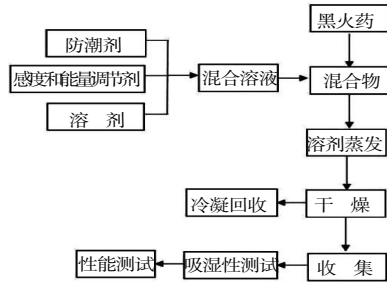 黑火药
防潮剂
感度和能量调节剂
混合溶液
混合物
溶 剂
溶剂蒸发
冷凝回收
干 燥
性能测试
吸湿性测试
收 集